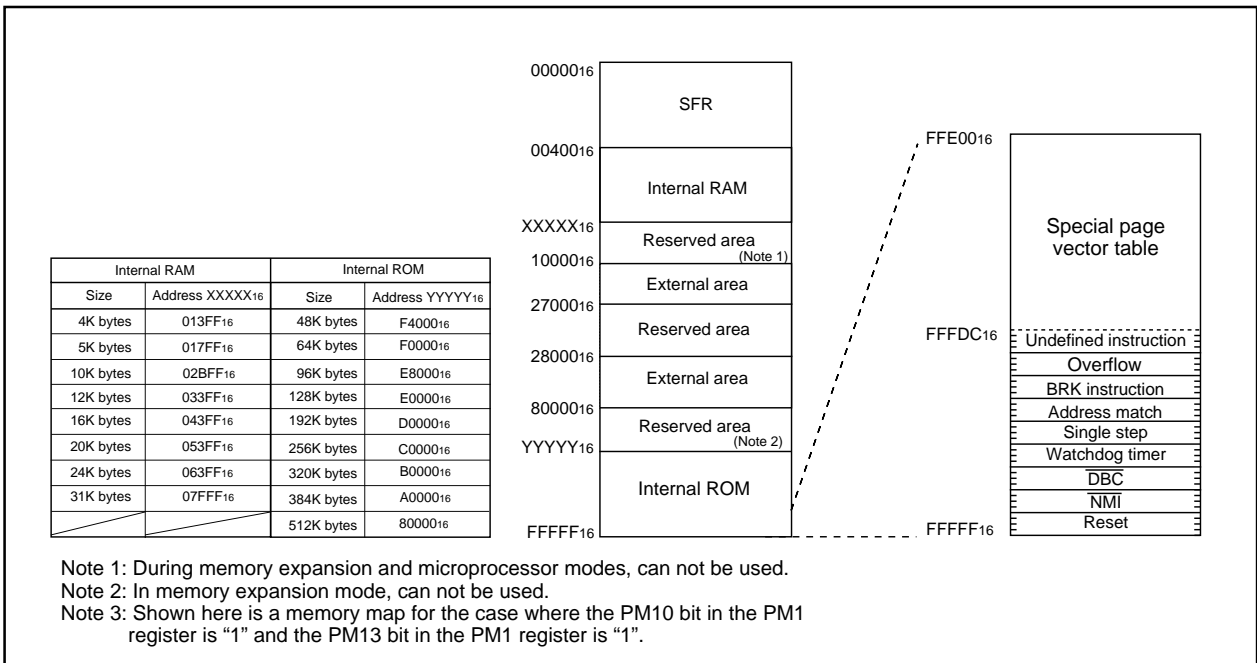 Internal RAM Internal ROM
Size Address XXXXX16 Size Address YYYYY16
4K bytes 013FF16 48K bytes F400016
5K bytes 017FF16 64K bytes F000016
10K bytes 02BFF16 96K bytes E800016
12K bytes 033FF16 128K bytes E000016
16K bytes 043FF16 192K bytes D000016
20K bytes 053FF16 256K bytes C000016
24K bytes 063FF16 320K bytes B000016
31K bytes 07FFF16 384K bytes A000016
512K bytes 8000016
0000016
SFR
0040016
Internal RAM
XXXXX16
Reserved area
(Note 1)
1000016
External area
2700016
Reserved area
2800016
External area
8000016
Reserved area
(Note 2)
YYYYY16
Internal ROM
FFFFF16
FFE0016
Special page
vector table
FFFDC16
Undefined instruction
Overflow
BRK instruction
Address match
Single step
Watchdog timer
DBC
NMI
Reset
FFFFF16
Note 1: During memory expansion and microprocessor modes, can not be used.
Note 2: In memory expansion mode, can not be used.
Note 3: Shown here is a memory map for the case where the PM10 bit in the PM1
register is “1” and the PM13 bit in the PM1 register is “1”.